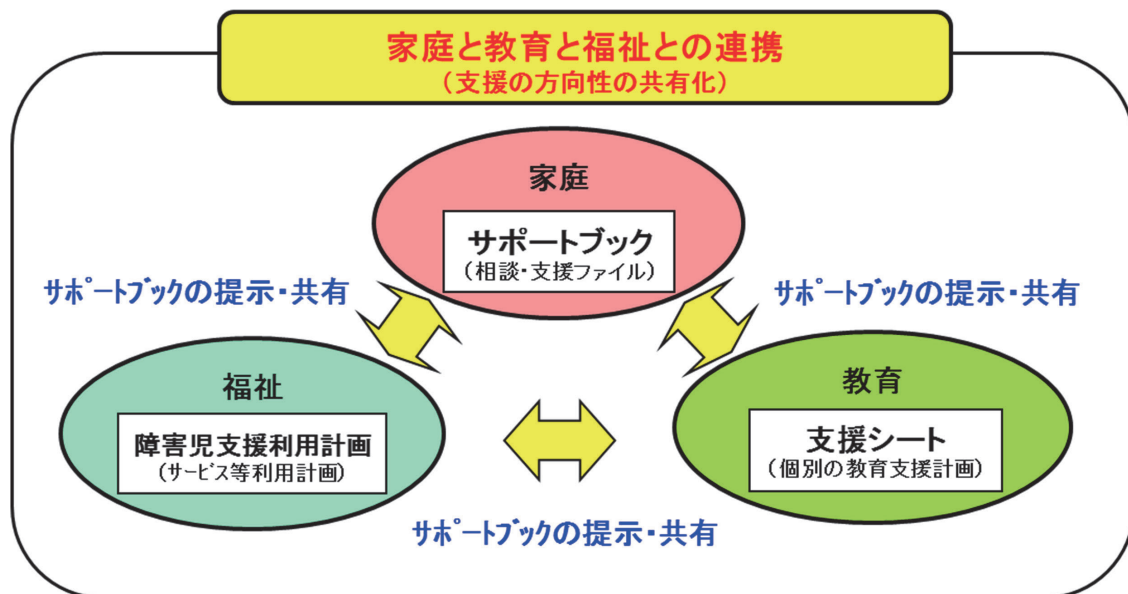 家庭と教育と福祉との連携
（支援の方向性の共有化）
家庭
サポートブック
（相談・支援ファイル）
ｻﾎﾟｰﾄﾌﾞｯｸの提示・共有
ｻﾎﾟｰﾄﾌﾞｯｸの提示・共有
福祉
障害児支援利用計画
（ｻｰﾋﾞｽ等利用計画）
教育
支援シート
（個別の教育支援計画）
ｻﾎﾟｰﾄﾌﾞｯｸの提示・共有